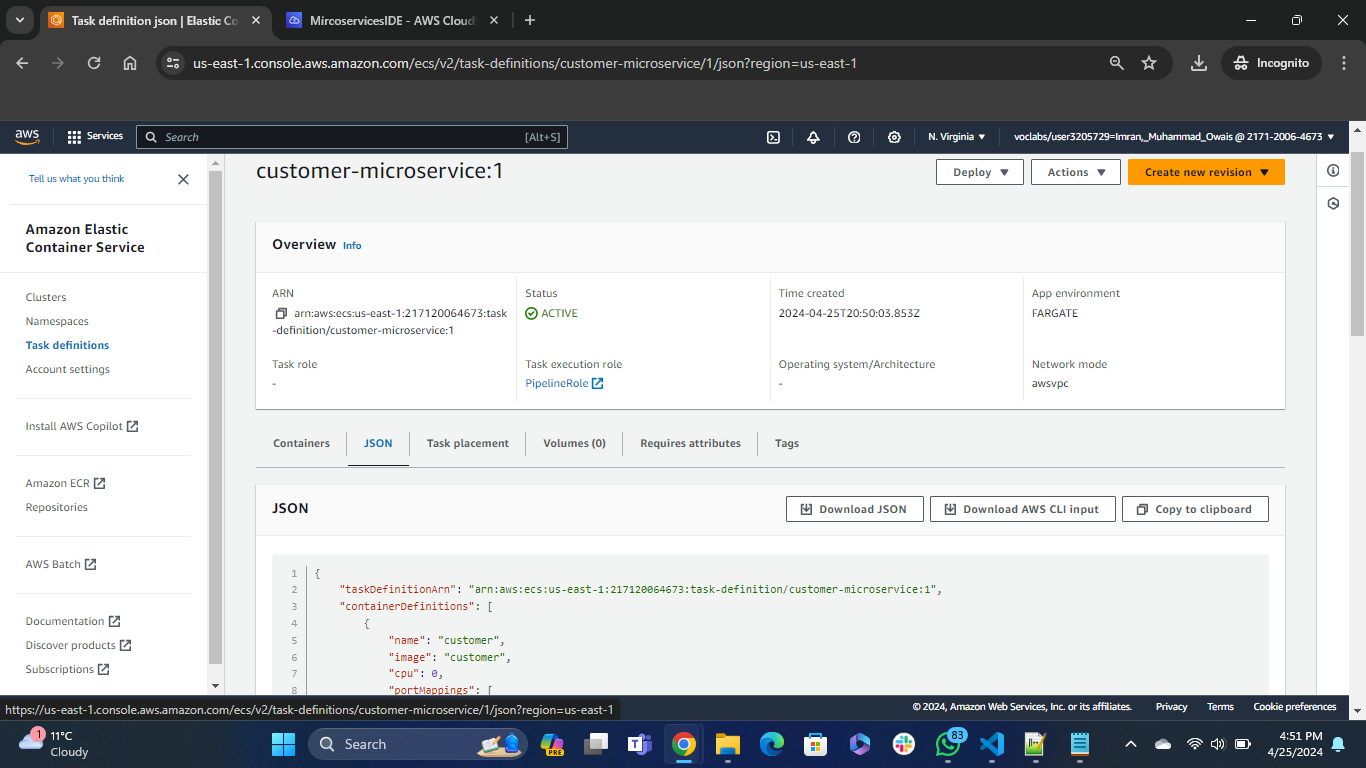 Task definition json | Elastic Co
MircoservicesIDE - AWS Cloud
us-east-1.console.aws.amazon.com/ecs/v2/task-definitions/customer-microservice/1/json?region=us-east-1
Incognito
aws
Services
Search
[Alt+S]
N. Virginia
voclabs/user3205729=Imran,_Muhammad_Owais @ 2171-2006-4673
Tell us what you think
Amazon Elastic
Container Service
Clusters
Namespaces
Task definitions
Account settings
Install AWS Copilot
Amazon ECR
Repositories
AWS Batch
Documentation
Discover products
Subscriptions
customer-microservice:1
Deploy
Actions
Create new revision
Overview Info
ARN
arn:aws:ecs:us-east-1:217120064673:task
-definition/customer-microservice:1
Status
ACTIVE
Time created
2024-04-25T20:50:03.853Z
App environment
FARGATE
Task role
-
Task execution role
PipelineRole
Operating system/Architecture
-
Network mode
awsvpc
Containers
JSON
Task placement
Volumes (0)
Requires attributes
Tags
JSON
Download JSON
Download AWS CLI input
Copy to clipboard
1 {
2 "taskDefinitionArn": "arn:aws:ecs:us-east-1:217120064673:task-definition/customer-microservice:1",
3 "containerDefinitions": [
4 {
5 "name": "customer",
6 "image": "customer",
7 "cpu": 0,
8 "portMappings": [
https://us-east-1.console.aws.amazon.com/ecs/v2/task-definitions/customer-microservice/1/json?region=us-east-1
© 2024, Amazon Web Services, Inc. or its affiliates.
Privacy
Terms
Cookie preferences
1
11°C
Cloudy
Search
PRE
83
4:51 PM
4/25/2024